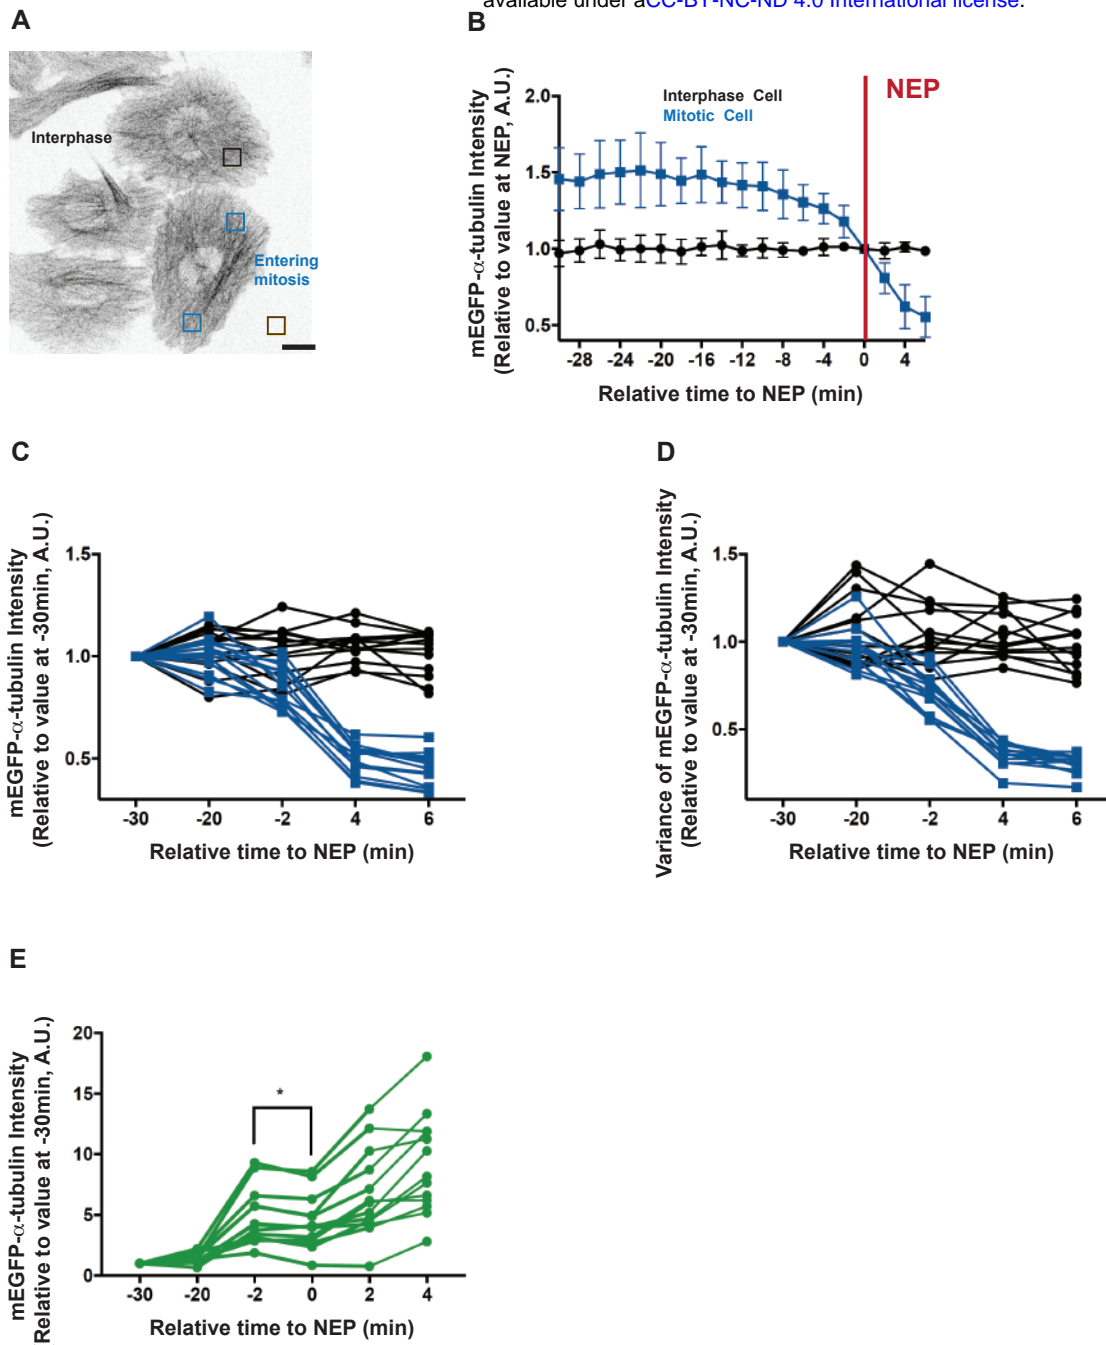 available under aCC-BY-NC-ND 4.0 International license.
A
Interphase
Entering
mitosis
B
mEGFP-α-tubulin Intensity
(Relative to value at NEP, A.U.)
2.0
1.5
1.0
0.5
Interphase Cell
Mitotic Cell
NEP
-28 -24 -20 -16 -12 -8 -4 0 4
Relative time to NEP (min)
C
mEGFP-α-tubulin Intensity
(Relative to value at -30min, A.U.)
1.5
1.0
0.5
-30 -20 -2 4 6
Relative time to NEP (min)
D
Variance of mEGFP-α-tubulin Intensity
(Relative to value at -30min, A.U.)
1.5
1.0
0.5
-30 -20 -2 4 6
Relative time to NEP (min)
E
mEGFP-α-tubulin Intensity
(Relative to value at -30min, A.U.)
20
15
10
5
0
*
-30 -20 -2 0 2 4
Relative time to NEP (min)